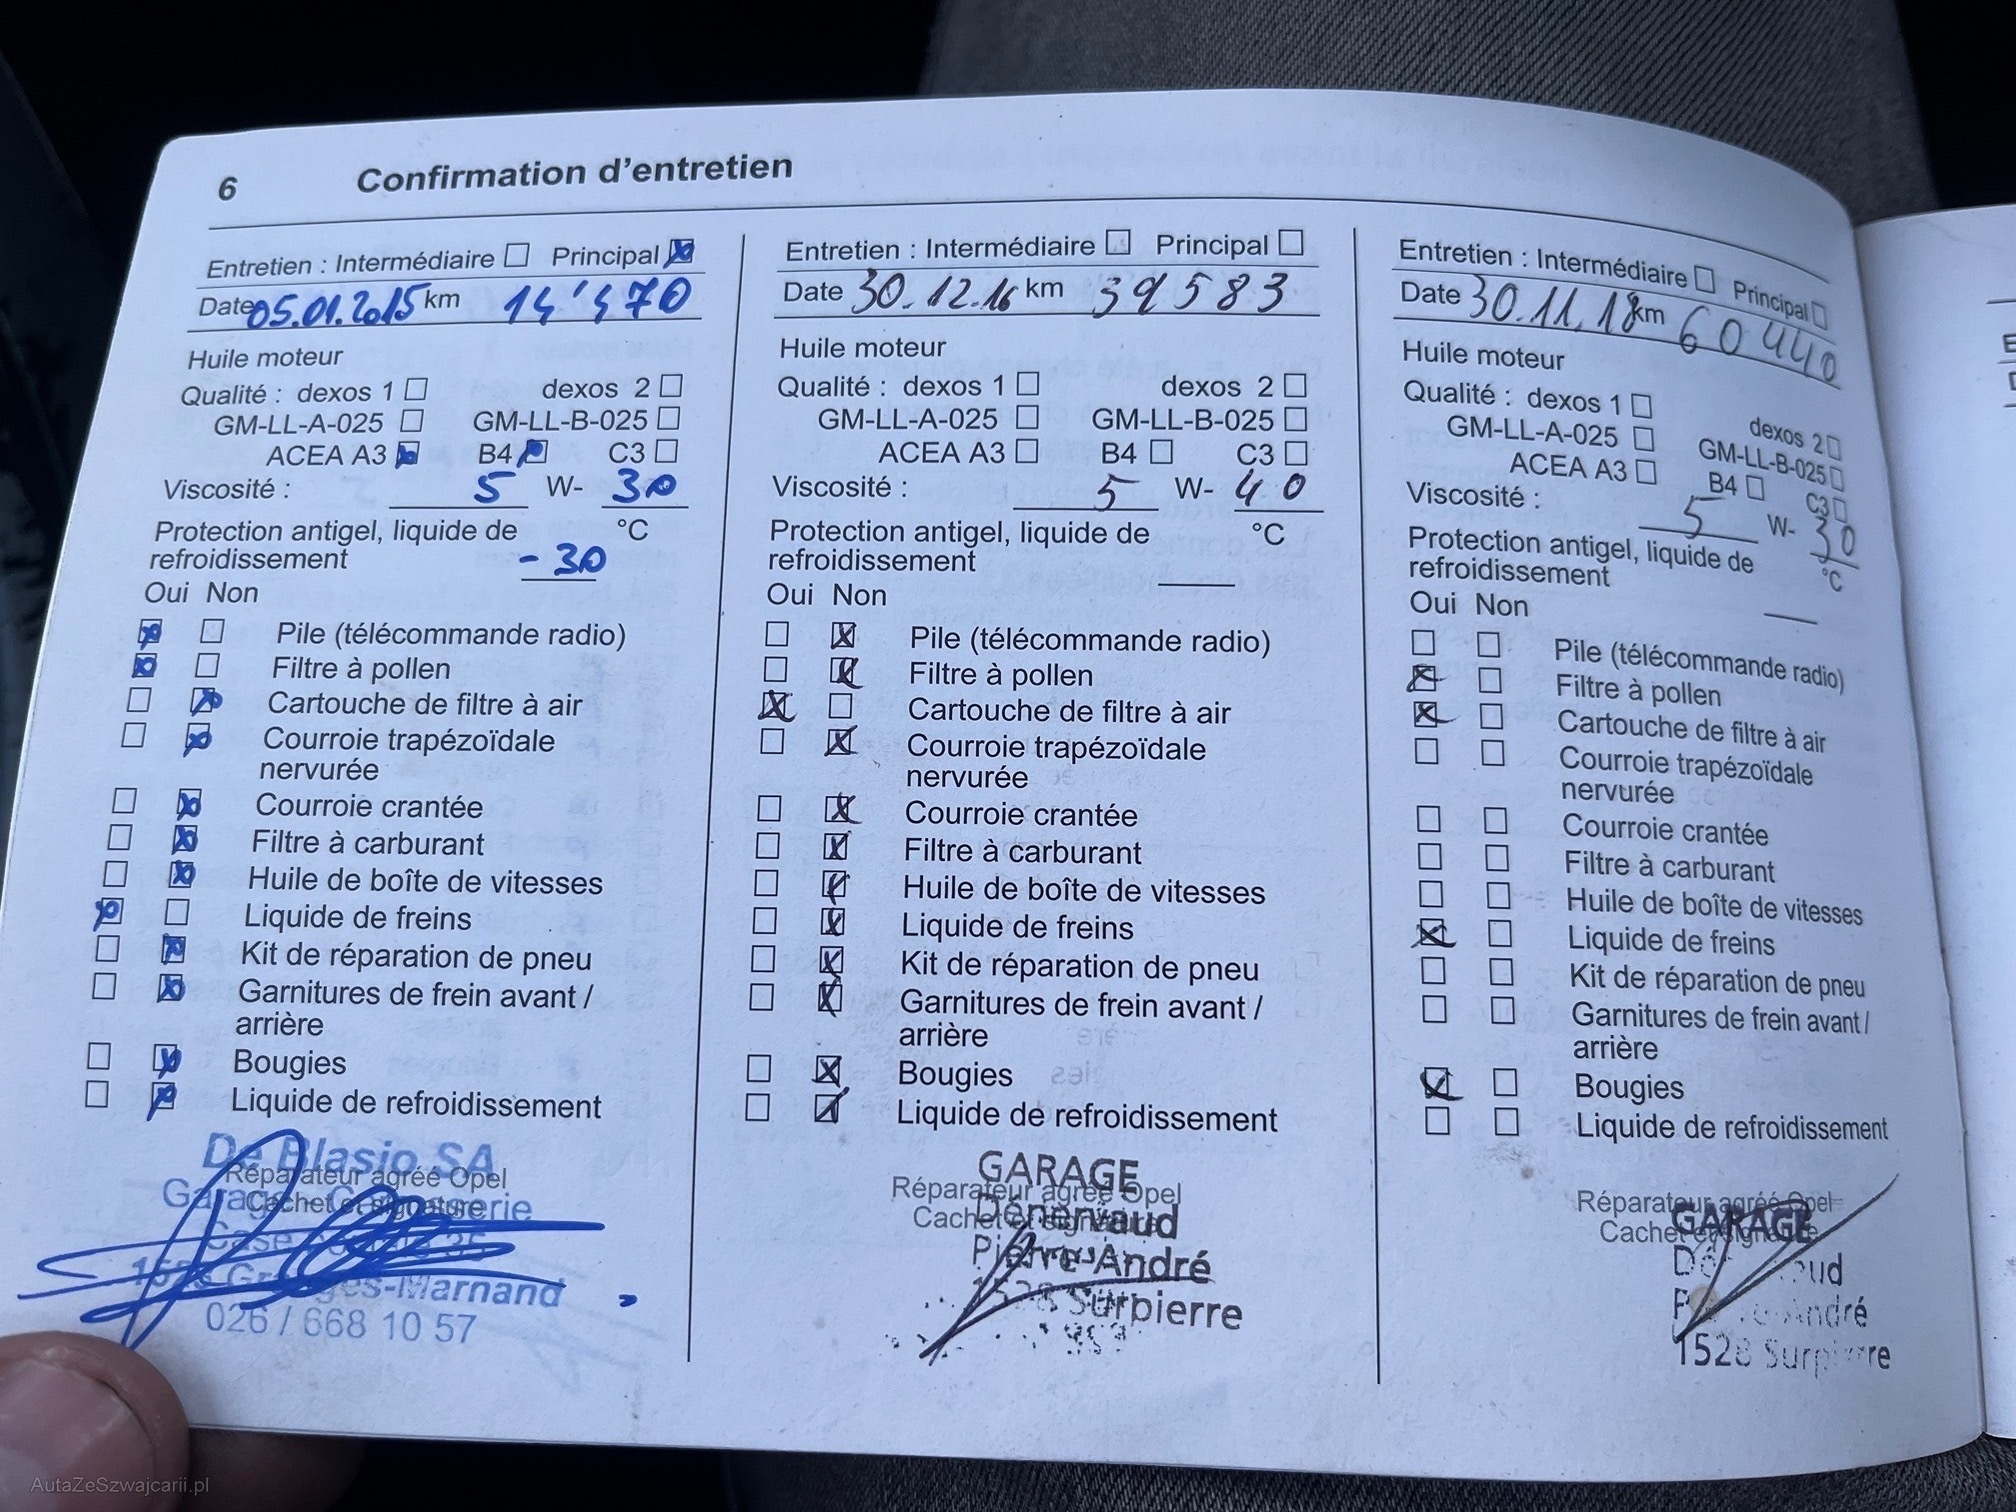 6 Confirmation d'entretien
Entretien : Intermédiaire Principal
Date 05.01.2015 km 14'470
Huile moteur
Qualité : dexos 1 dexos 2
GM-LL-A-025 GM-LL-B-025
ACEA A3 B4 C3
Viscosité : 5 W- 30
Protection antigel, liquide de °C
refroidissement - 30
Oui Non
Pile (télécommande radio)
Filtre à pollen
Cartouche de filtre à air
Courroie trapézoïdale
nervurée
Courroie crantée
Filtre à carburant
Huile de boîte de vitesses
Liquide de freins
Kit de réparation de pneu
Garnitures de frein avant /
arrière
Bougies
Liquide de refroidissement
De Blasio SA
Réparateur agréé Opel
Cachet et signature
026 / 668 10 57
Entretien : Intermédiaire Principal
Date 30.12.16 km 39583
Huile moteur
Qualité : dexos 1 dexos 2
GM-LL-A-025 GM-LL-B-025
ACEA A3 B4 C3
Viscosité : 5 W- 40
Protection antigel, liquide de °C
refroidissement
Oui Non
Pile (télécommande radio)
Filtre à pollen
Cartouche de filtre à air
Courroie trapézoïdale
nervurée
Courroie crantée
Filtre à carburant
Huile de boîte de vitesses
Liquide de freins
Kit de réparation de pneu
Garnitures de frein avant /
arrière
Bougies
Liquide de refroidissement
GARAGE
Réparateur agréé Opel
Cachet et signature
Dénervaud
Pierre-André
1528 Surpierre
Entretien : Intermédiaire Principal
Date 30.11.18 km 60440
Huile moteur
Qualité : dexos 1 dexos 2
GM-LL-A-025 GM-LL-B-025
ACEA A3 B4 C3
Viscosité : 5 W- 30
Protection antigel, liquide de °C
refroidissement
Oui Non
Pile (télécommande radio)
Filtre à pollen
Cartouche de filtre à air
Courroie trapézoïdale
nervurée
Courroie crantée
Filtre à carburant
Huile de boîte de vitesses
Liquide de freins
Kit de réparation de pneu
Garnitures de frein avant /
arrière
Bougies
Liquide de refroidissement
Réparateur agréé Opel
Cachet et signature
GARAGE
1528 Surpierre
AutaZeSzwajcarii.pl